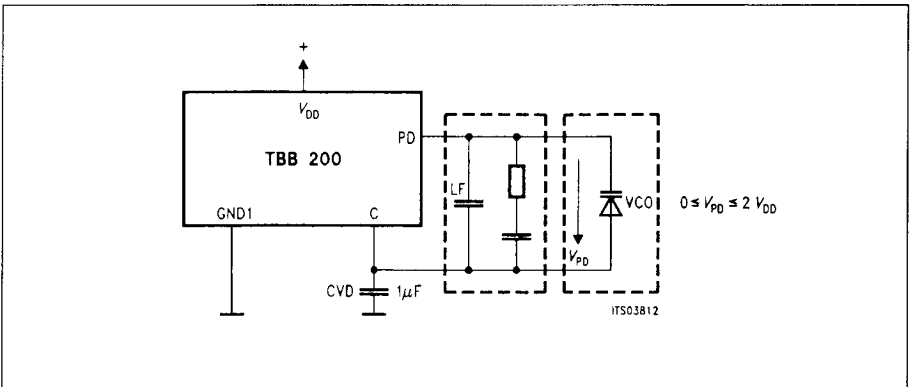 +
V_DD
PD
TBB 200
LF
VCO
0 ≤ V_PD ≤ 2 V_DD
GND1
C
V_PD
CVD
1μF
ITS03812